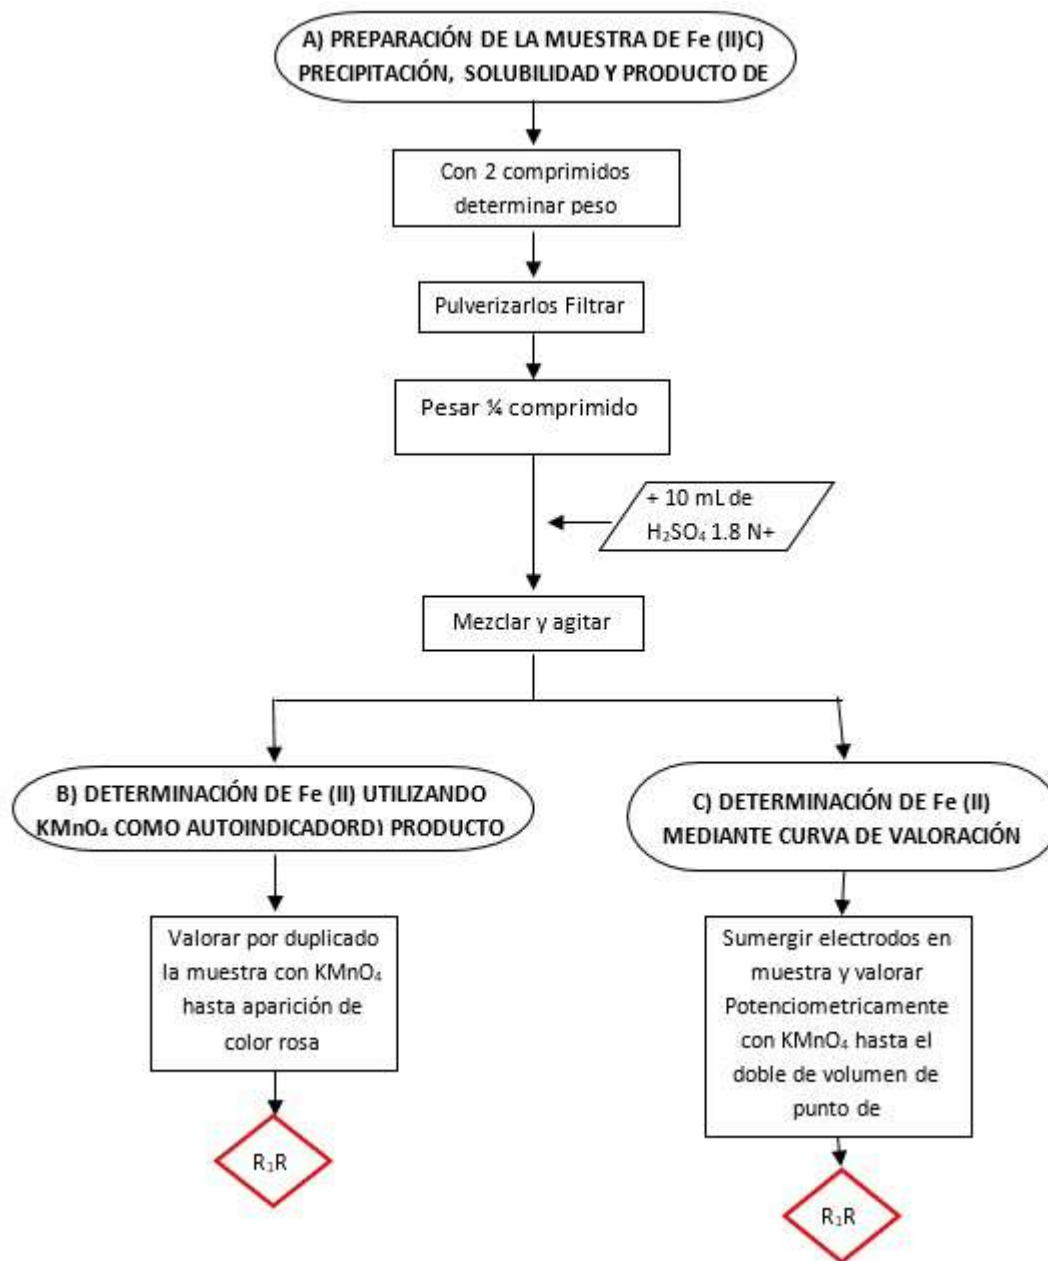 A) PREPARACIÓN DE LA MUESTRA DE Fe (II)C)
PRECIPITACIÓN, SOLUBILIDAD Y PRODUCTO DE
Con 2 comprimidos
determinar peso
Pulverizarlos Filtrar
Pesar ¼ comprimido
+ 10 mL de
H₂SO₄ 1.8 N+
Mezclar y agitar
B) DETERMINACIÓN DE Fe (II) UTILIZANDO
KMnO₄ COMO AUTOINDICADORD) PRODUCTO
C) DETERMINACIÓN DE Fe (II)
MEDIANTE CURVA DE VALORACIÓN
Valorar por duplicado
la muestra con KMnO₄
hasta aparición de
color rosa
Sumergir electrodos en
muestra y valorar
Potenciometricamente
con KMnO₄ hasta el
doble de volumen de
punto de
R₁R
R₁R